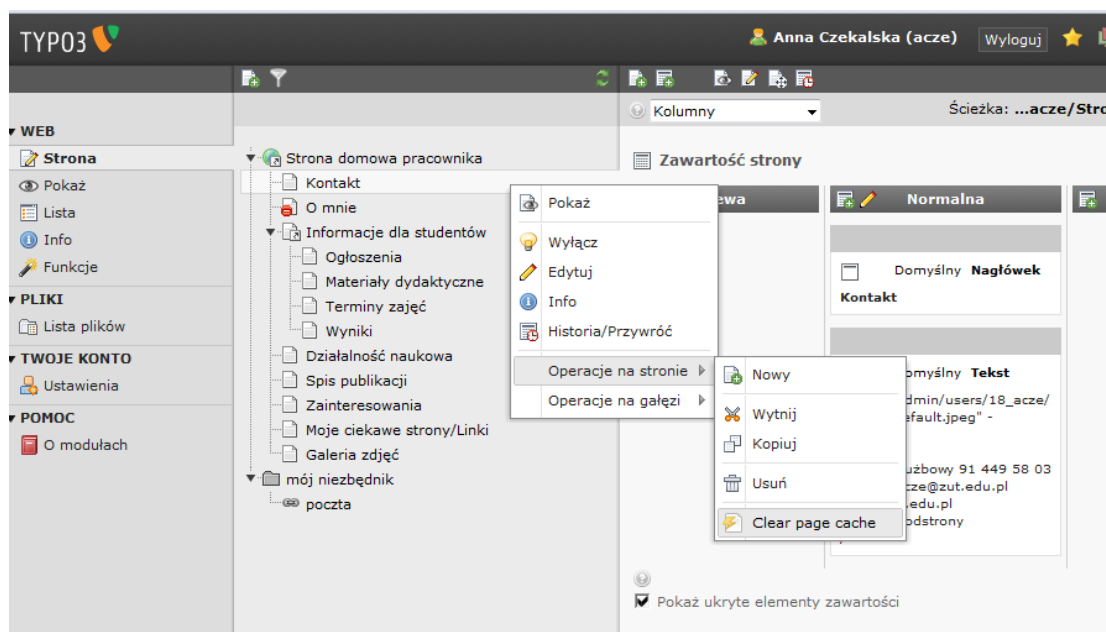 TYPO3
Anna Czekalska (acze) Wyloguj
Kolumny
Ścieżka: ...acze/Stro
WEB
Strona
Pokaż
Lista
Info
Funkcje
PLIKI
Lista plików
TWOJE KONTO
Ustawienia
POMOC
O modułach
Strona domowa pracownika
Kontakt
O mnie
Informacje dla studentów
Ogłoszenia
Materiały dydaktyczne
Terminy zajęć
Wyniki
Działalność naukowa
Spis publikacji
Zainteresowania
Moje ciekawe strony/Linki
Galeria zdjęć
mój niezbędnik
poczta
Pokaż
Wyłącz
Edytuj
Info
Historia/Przywróć
Operacje na stronie
Operacje na gałęzi
Nowy
Wytnij
Kopiuj
Usuń
Clear page cache
Zawartość strony
ewa
Normalna
Domyślny Nagłówek
Kontakt
omyślny Tekst
dmin/users/18_acze/
efault.jpeg" -
użbowy 91 449 58 03
cze@zut.edu.pl
.edu.pl
odstrony
Pokaż ukryte elementy zawartości